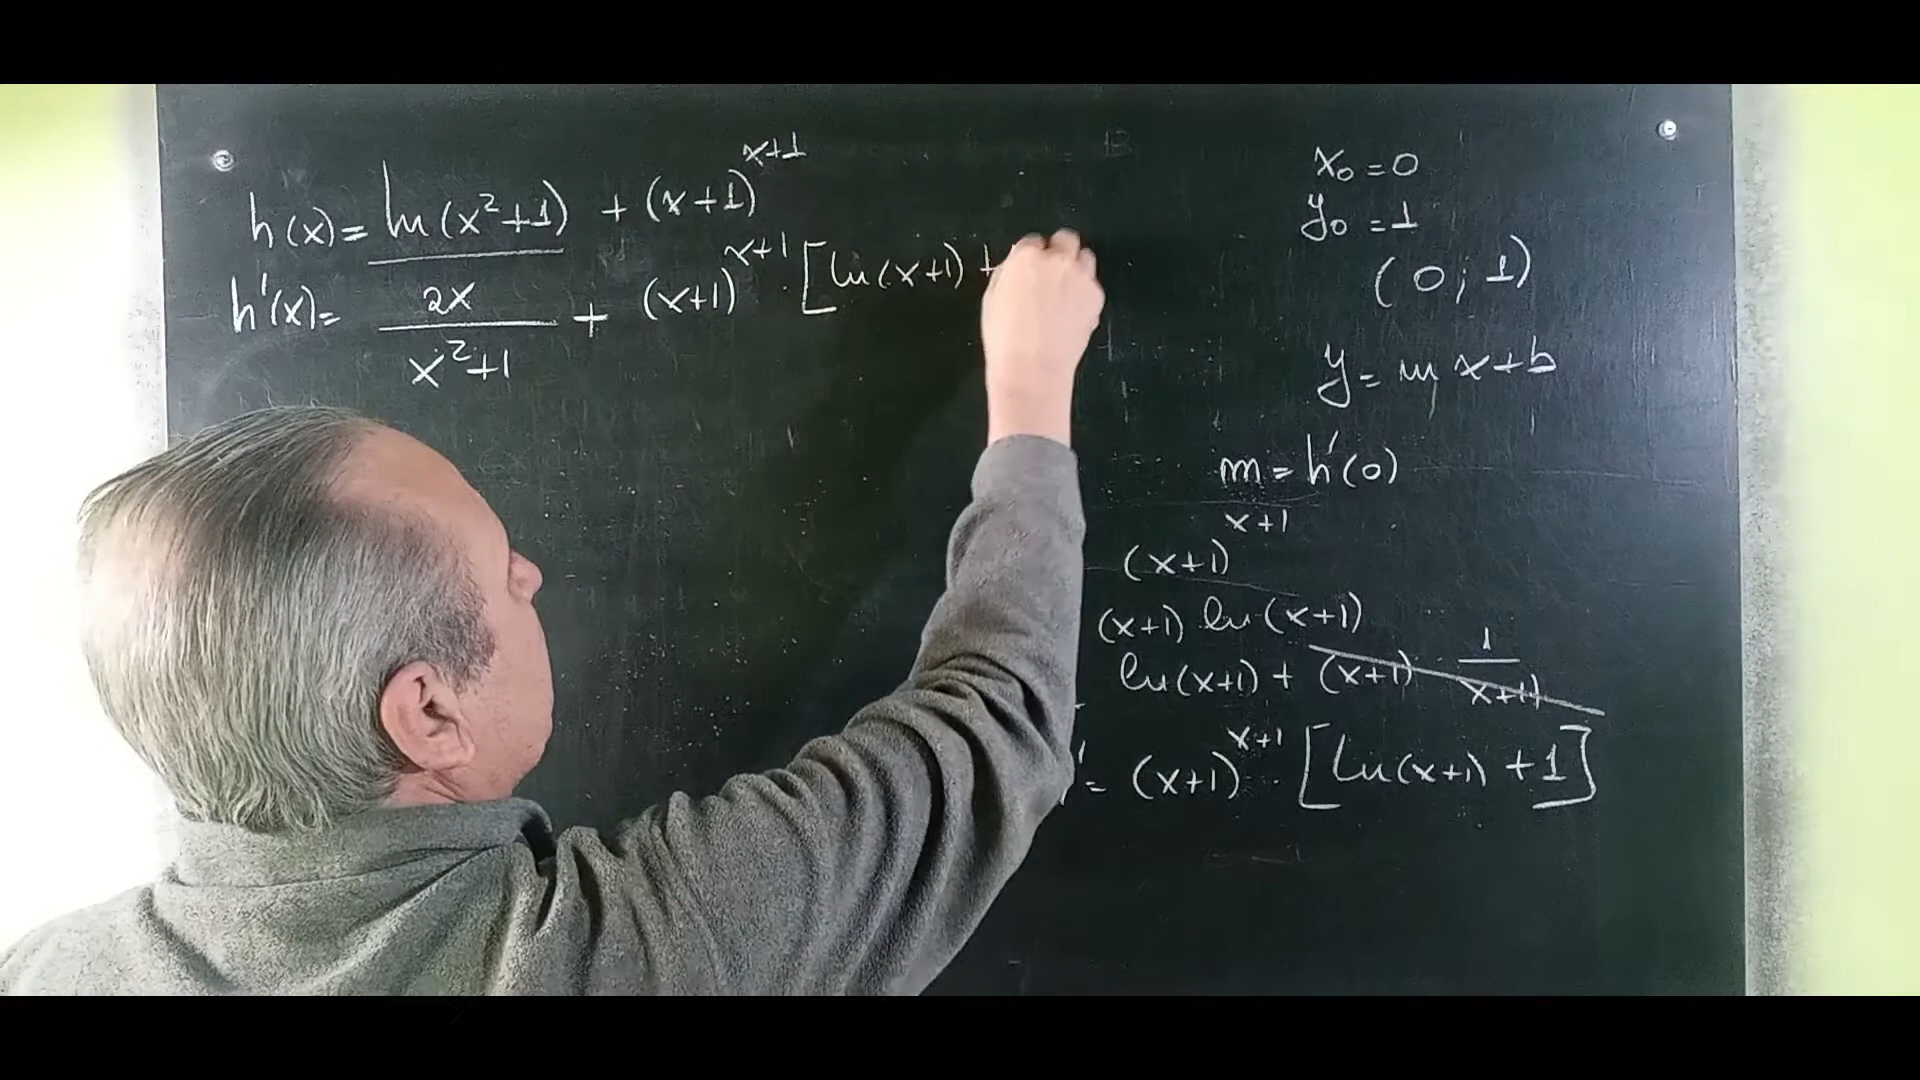 h(x)= ln(x²+1) + (x+1)^(x+1)
h'(x)= 2x/(x²+1) + (x+1)^(x+1) · [ln(x+1) +
x₀ = 0
y₀ = 1
(0; 1)
y = mx+b
m = h'(0)
(x+1)^(x+1)
(x+1) ln(x+1)
ln(x+1) + (x+1) · 1/(x+1)
' = (x+1)^(x+1) · [ln(x+1) +1]